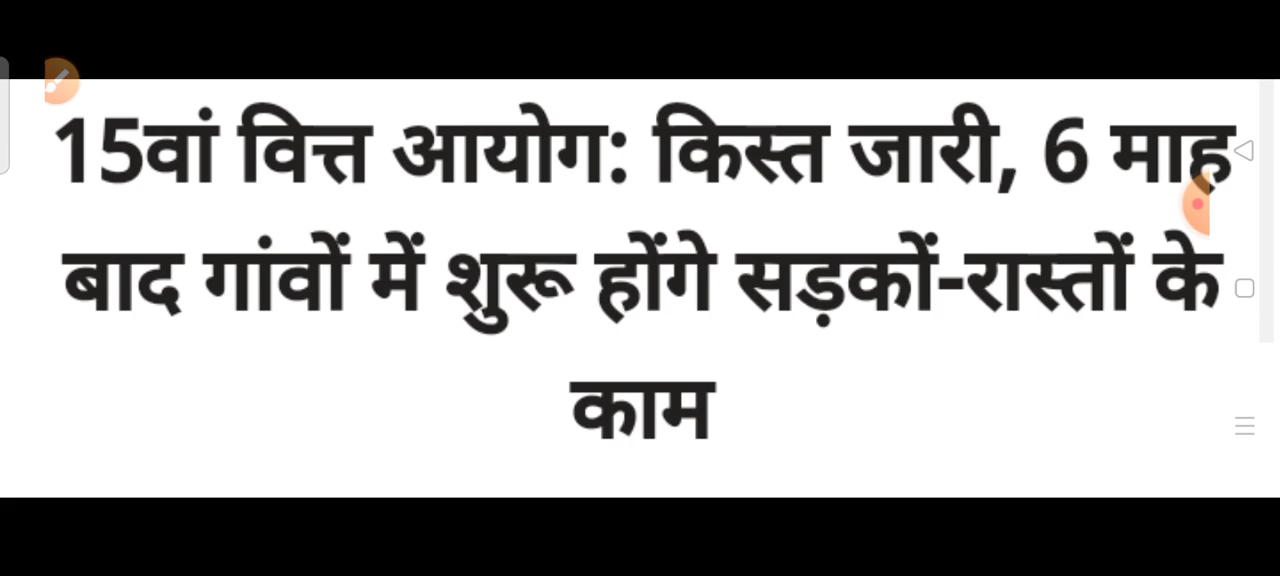 15वां वित्त आयोग: किस्त जारी, 6 माह
बाद गांवों में शुरू होंगे सड़कों-रास्तों के
काम